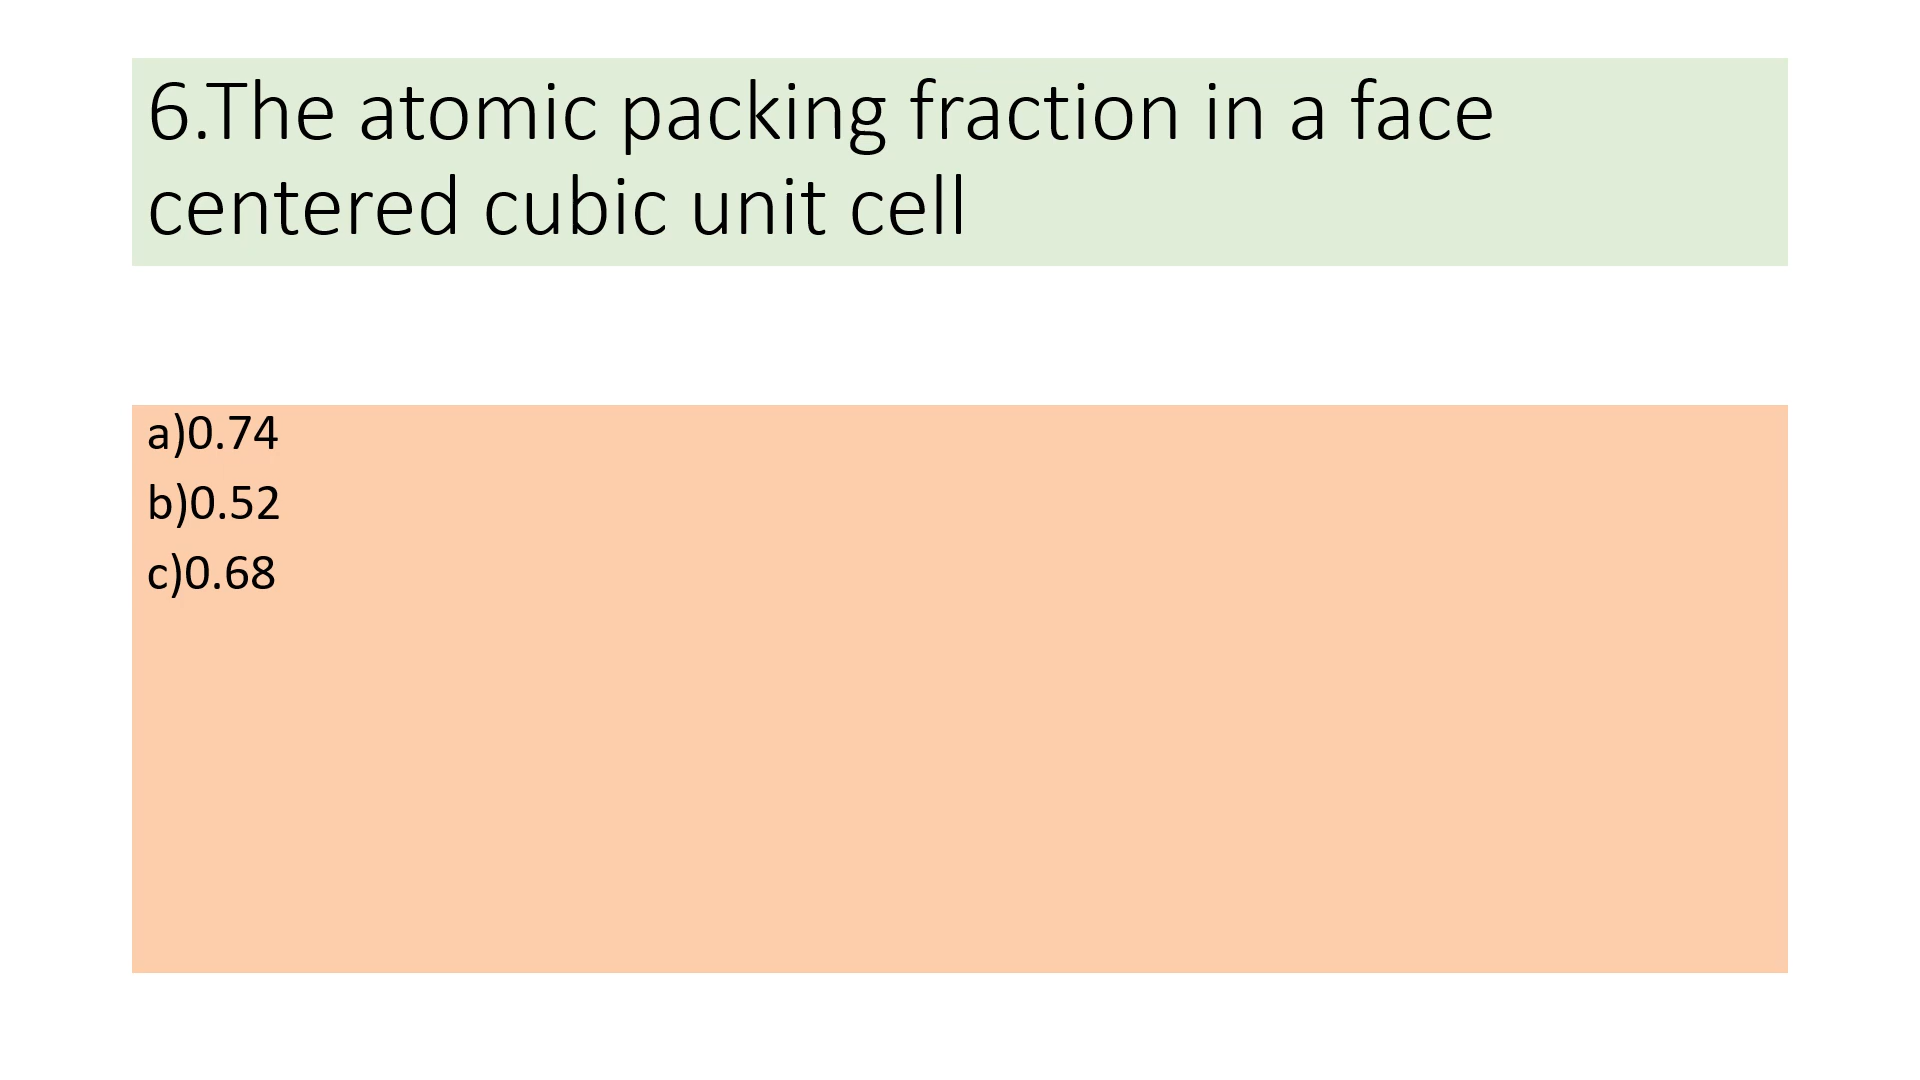 6.The atomic packing fraction in a face
centered cubic unit cell
a)0.74
b)0.52
c)0.68